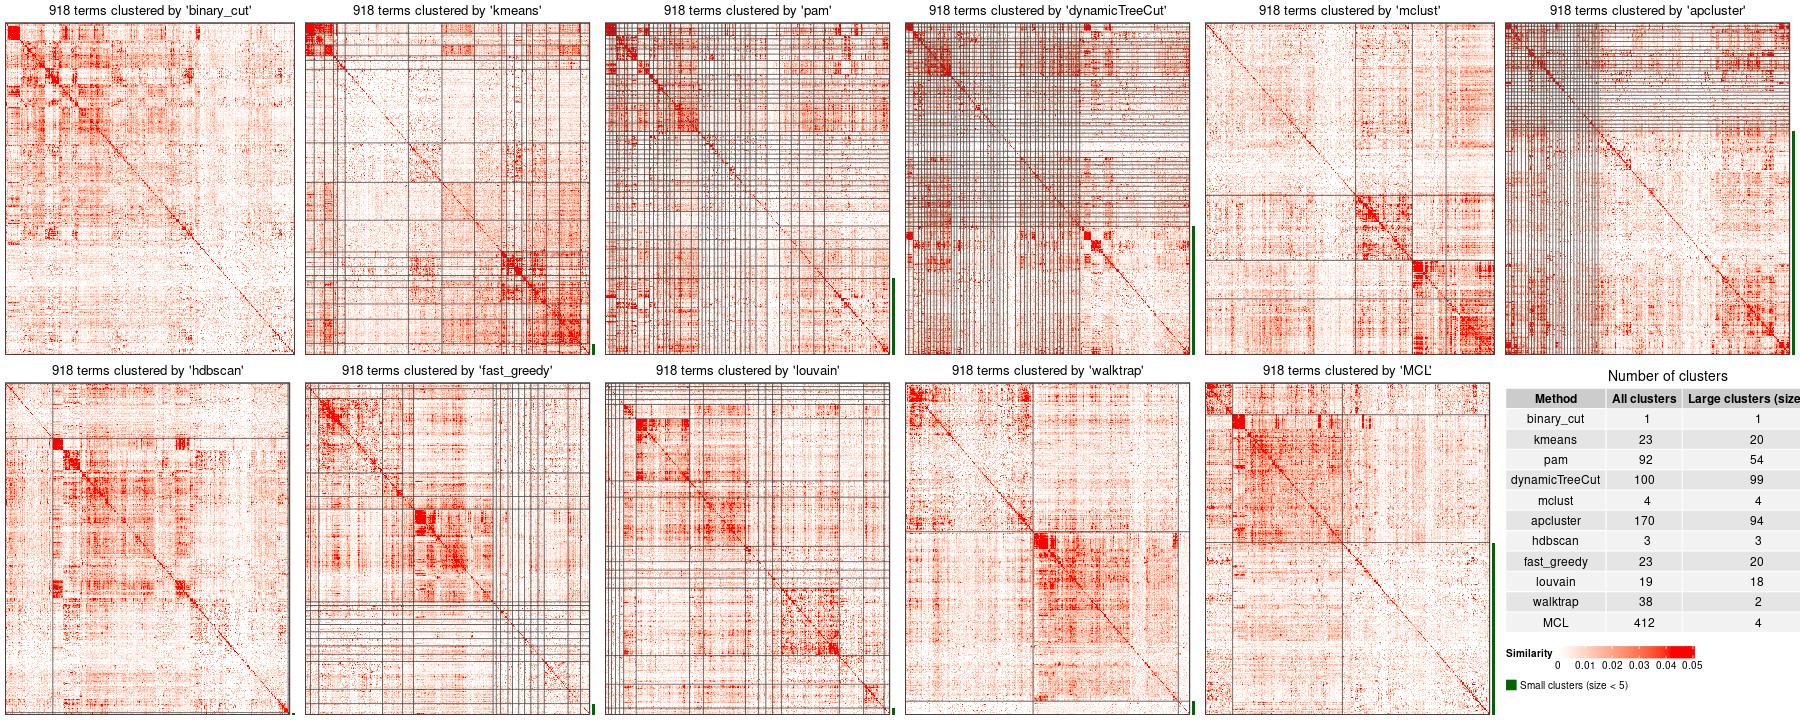 918 terms clustered by 'binary_cut'
918 terms clustered by 'kmeans'
918 terms clustered by 'pam'
918 terms clustered by 'dynamicTreeCut'
918 terms clustered by 'mclust'
918 terms clustered by 'apcluster'
918 terms clustered by 'hdbscan'
918 terms clustered by 'fast_greedy'
918 terms clustered by 'louvain'
918 terms clustered by 'walktrap'
918 terms clustered by 'MCL'
Number of clusters
Method All clusters Large clusters (size
binary_cut 1 1
kmeans 23 20
pam 92 54
dynamicTreeCut 100 99
mclust 4 4
apcluster 170 94
hdbscan 3 3
fast_greedy 23 20
louvain 19 18
walktrap 38 2
MCL 412 4
Similarity
0 0.01 0.02 0.03 0.04 0.05
Small clusters (size < 5)